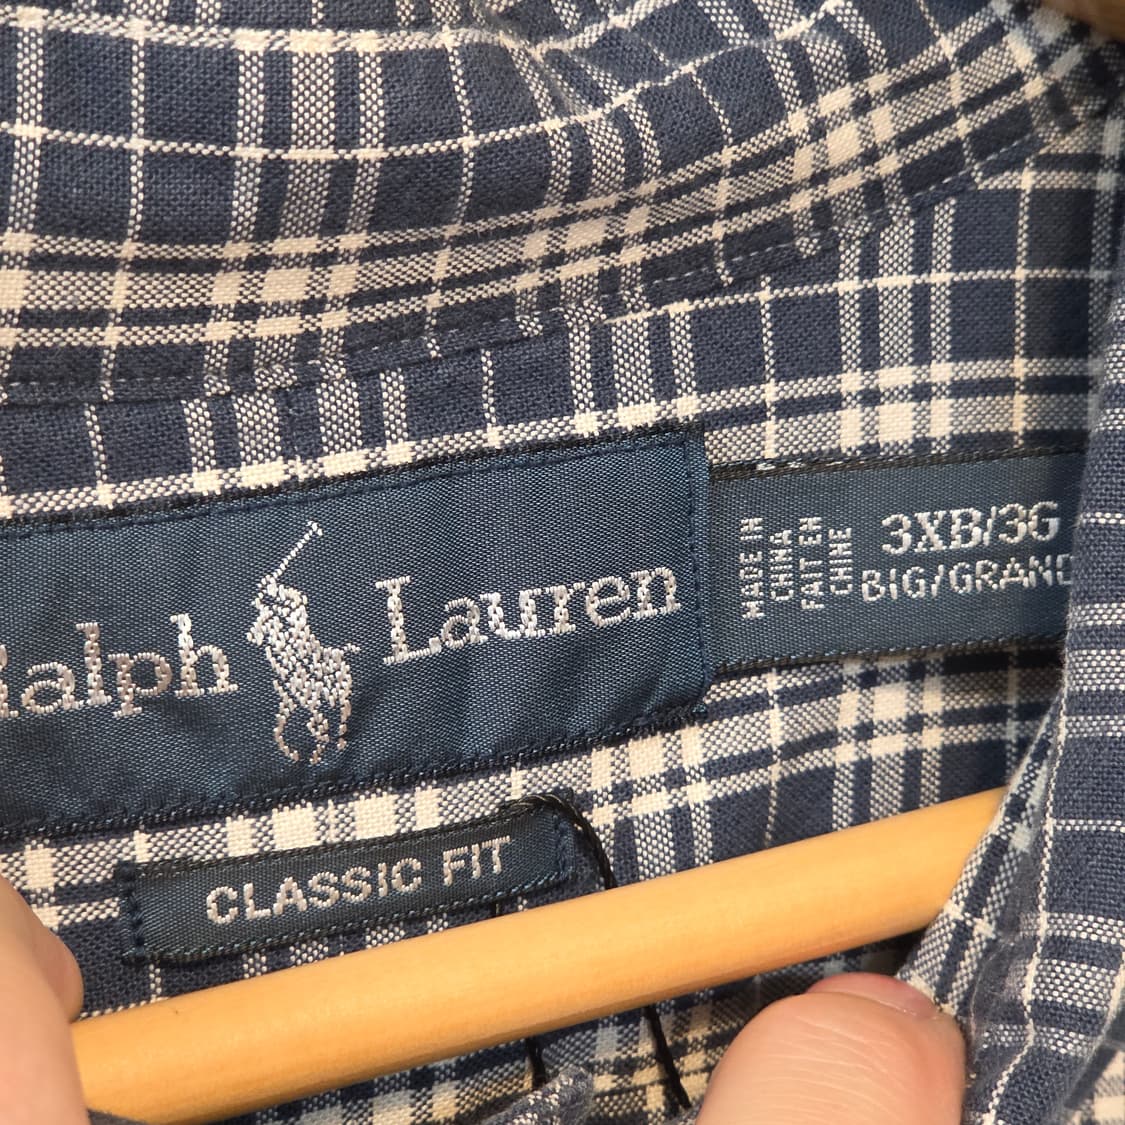 Ralph Lauren
MADE IN
CHINA
FAIT EN
CHINE
3XB/3G
BIG/GRAND
CLASSIC FIT